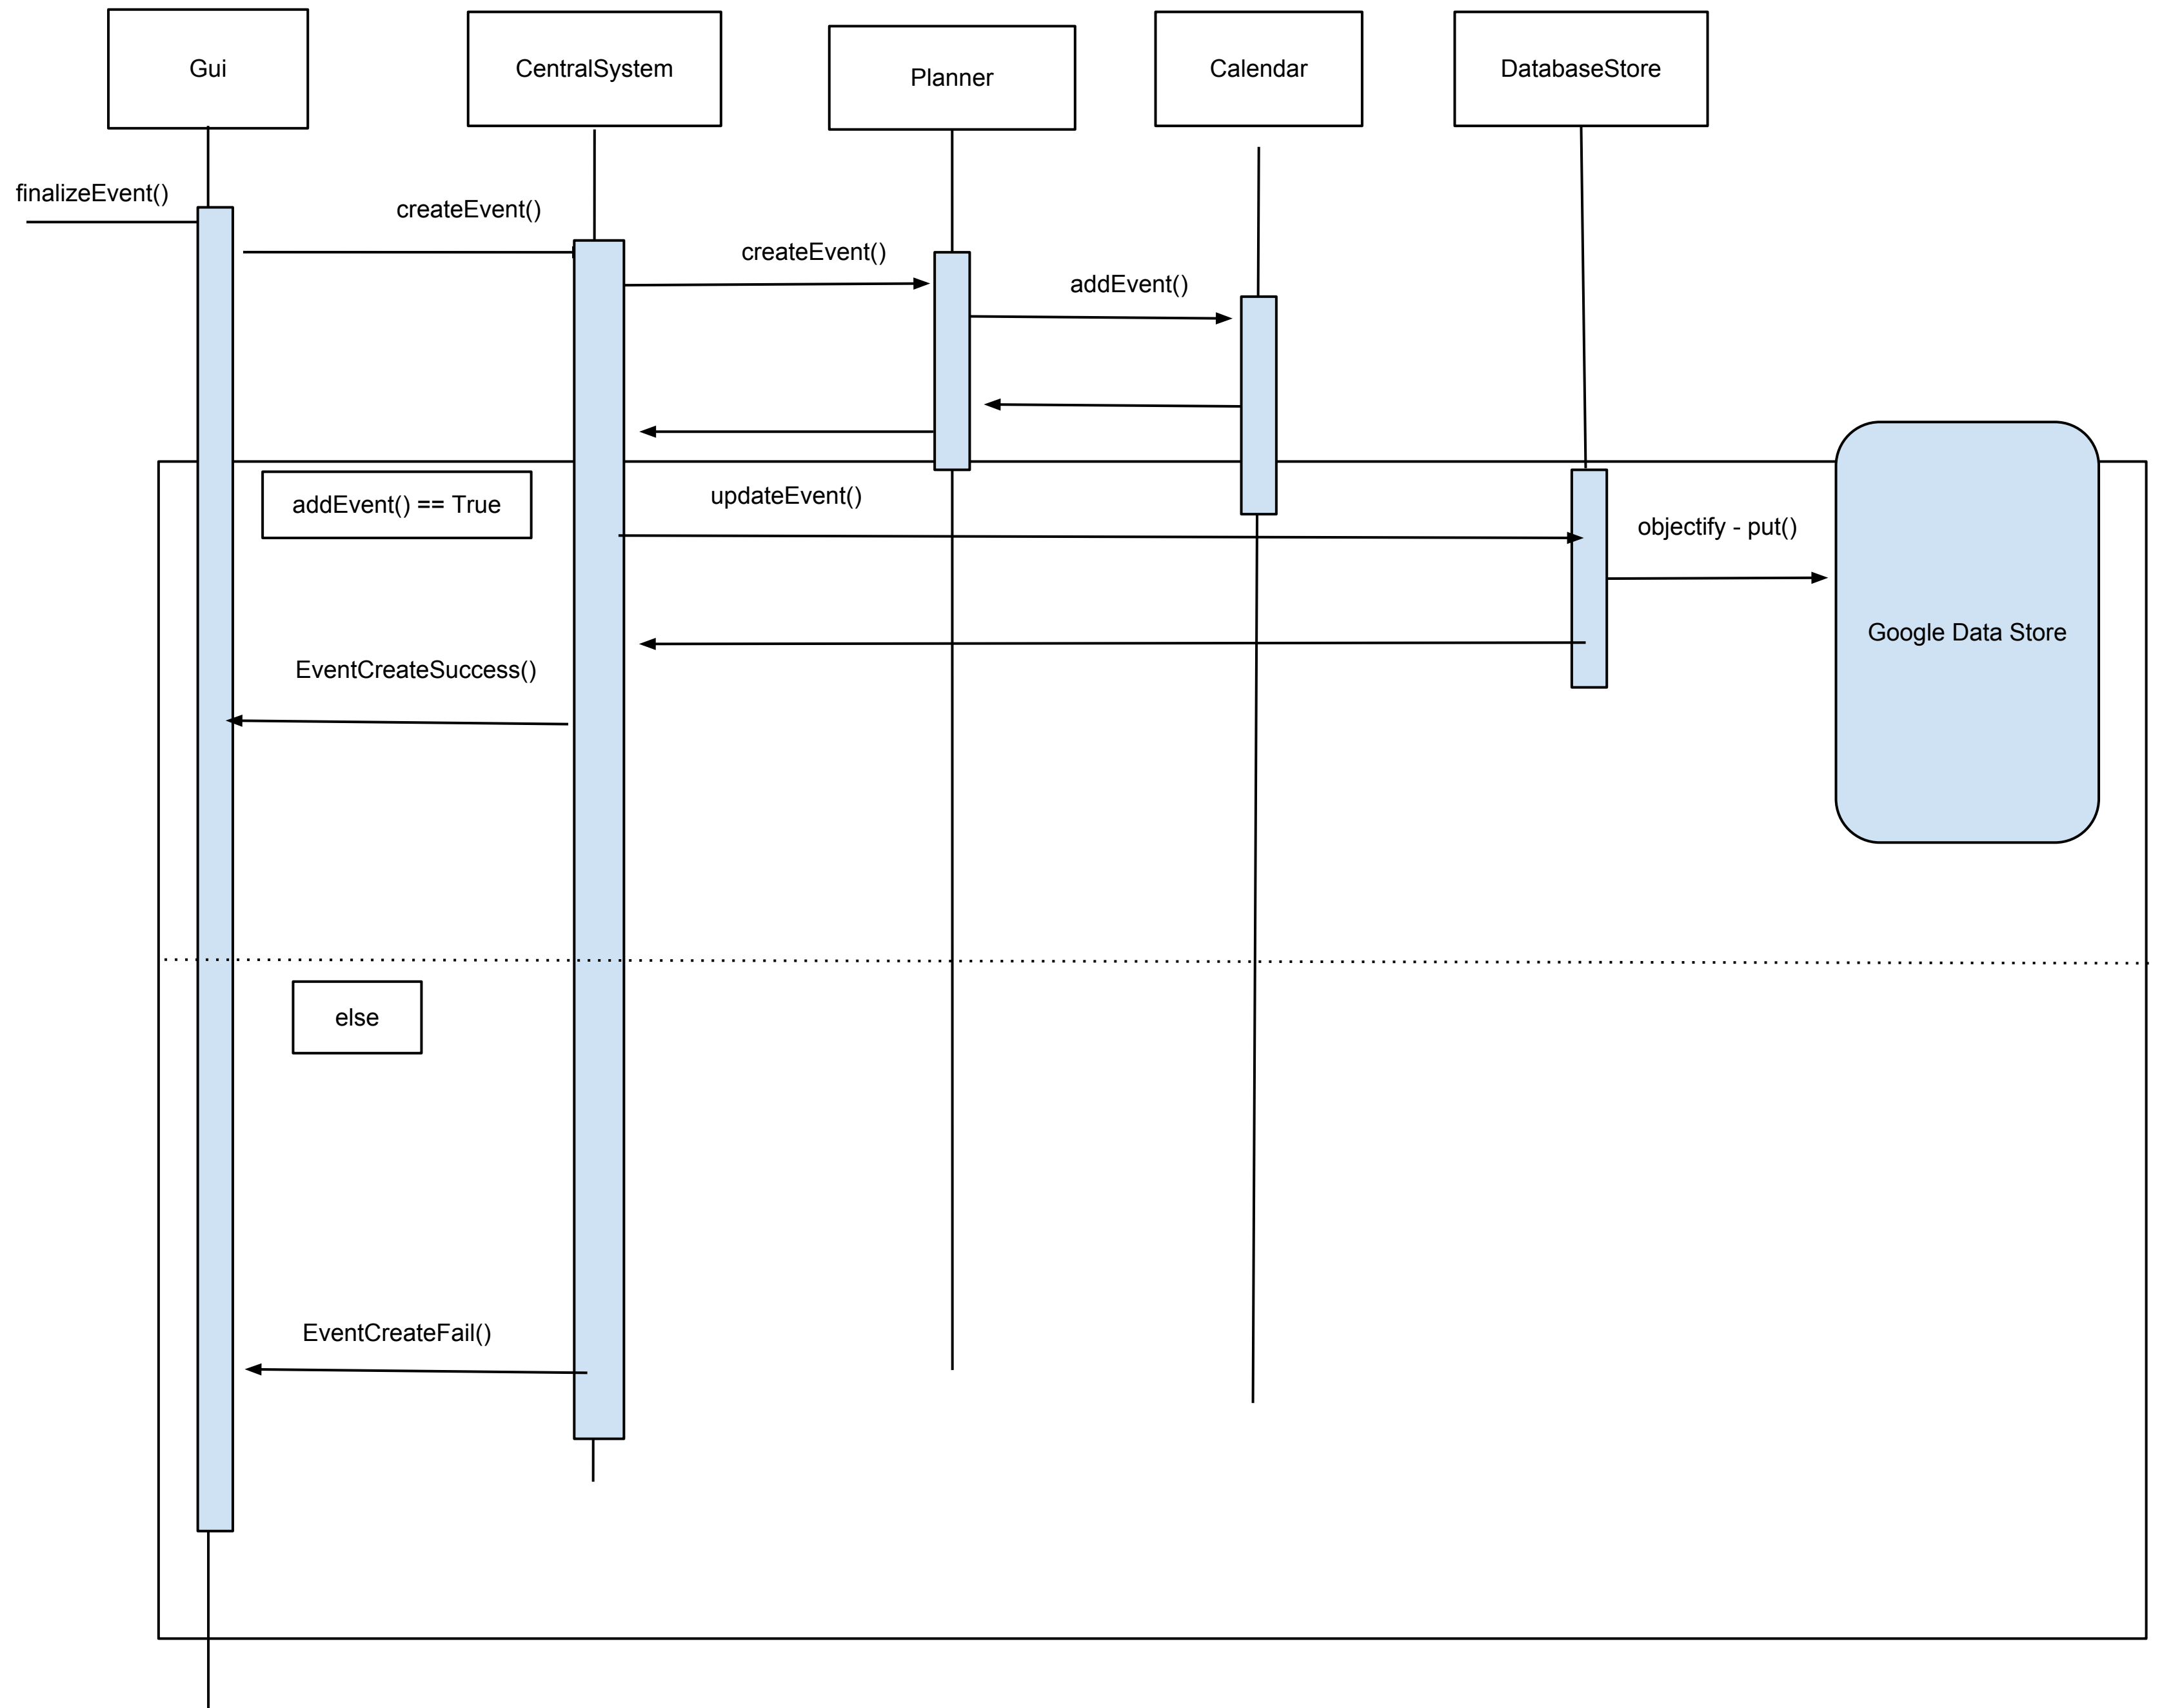 Gui
CentralSystem
Planner
Calendar
DatabaseStore
finalizeEvent()
createEvent()
createEvent()
addEvent()
addEvent() == True
updateEvent()
objectify - put()
Google Data Store
EventCreateSuccess()
else
EventCreateFail()